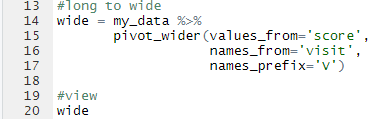 13 #long to wide
14 wide = my_data %>%
15 pivot_wider(values_from='score',
16 names_from='visit',
17 names_prefix='V')
18
19 #view
20 wide